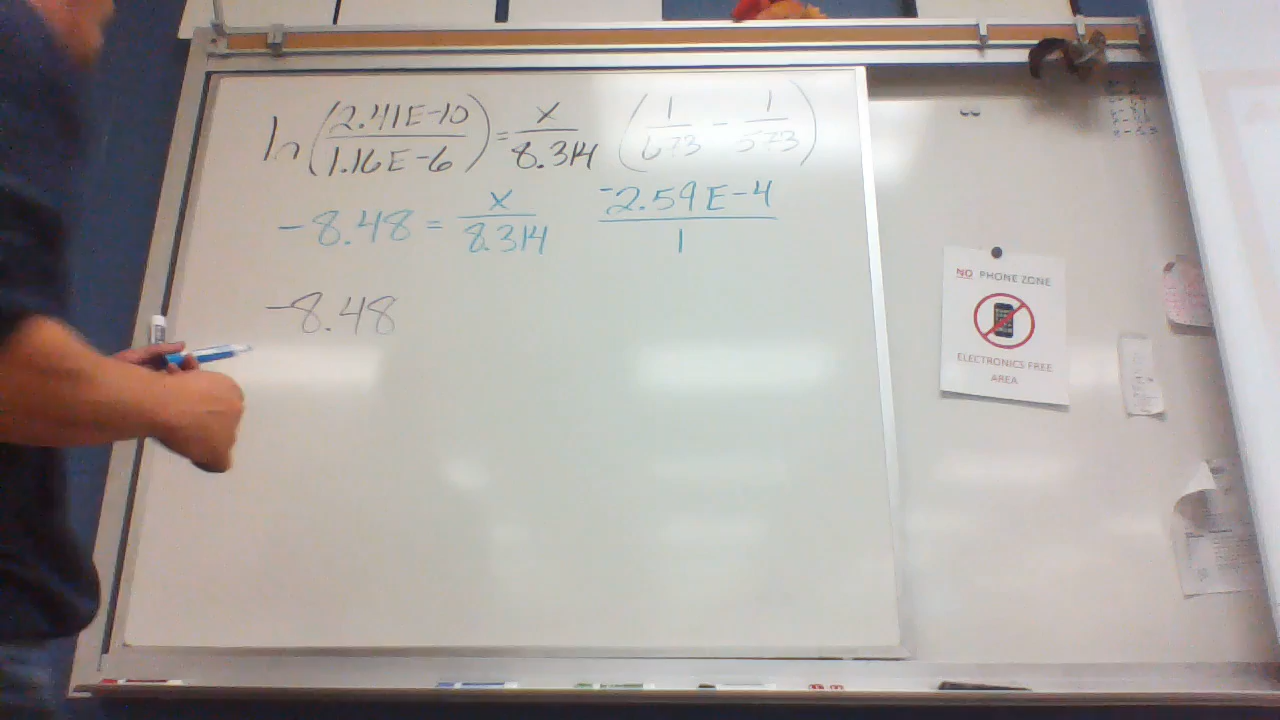 ln(2.41E-10/1.16E-6) = x/8.314 (1/673 - 1/573)
-8.48 = x/8.314 -2.59E-4/1
-8.48
NO PHONE ZONE
ELECTRONICS FREE
AREA